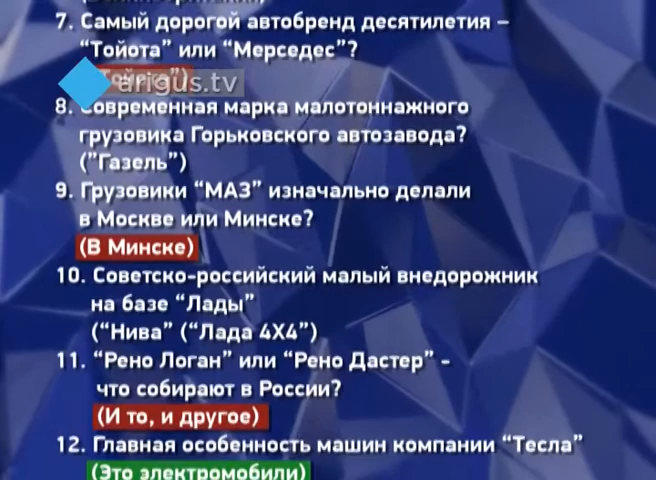 7. Самый дорогой автобренд десятилетия –
“Тойота” или “Мерседес”?
arigus.tv
8. Современная марка малотоннажного
грузовика Горьковского автозавода?
(”Газель”)
9. Грузовики “МАЗ” изначально делали
в Москве или Минске?
(В Минске)
10. Советско-российский малый внедорожник
на базе “Лады”
(“Нива” (“Лада 4Х4”)
11. “Рено Логан” или “Рено Дастер” -
что собирают в России?
(И то, и другое)
12. Главная особенность машин компании “Тесла”
(Это электромобили)